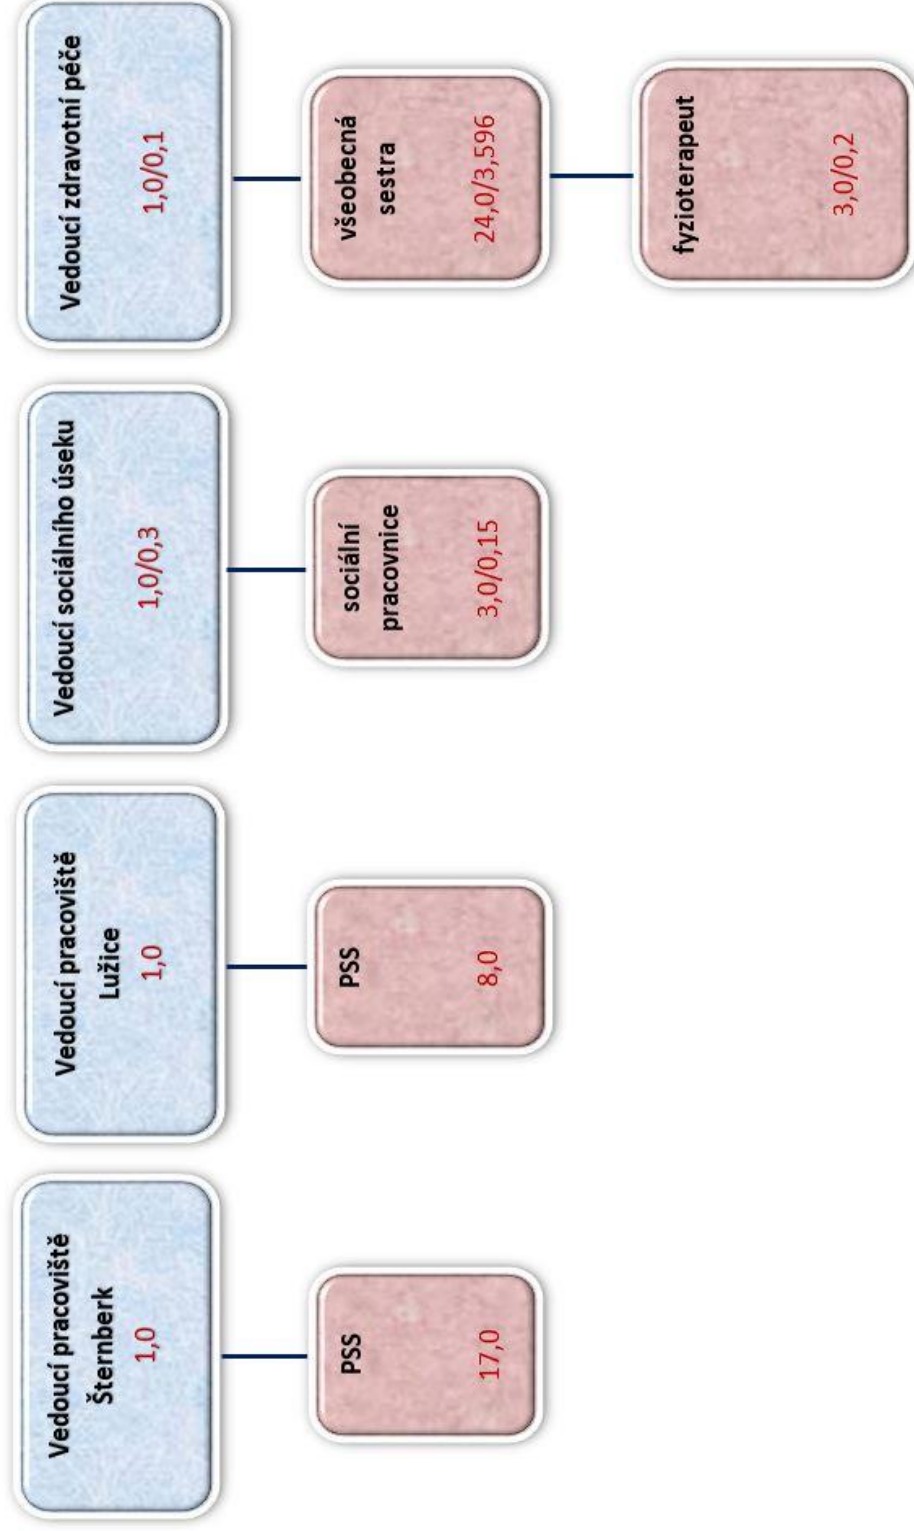 Vedoucí pracoviště
Šternberk
1,0
PSS
17,0
Vedoucí pracoviště
Lužice
1,0
PSS
8,0
Vedoucí sociálního úseku
1,0/0,3
sociální
pracovnice
3,0/0,15
Vedoucí zdravotní péče
1,0/0,1
všeobecná
sestra
24,0/3,596
fyzioterapeut
3,0/0,2